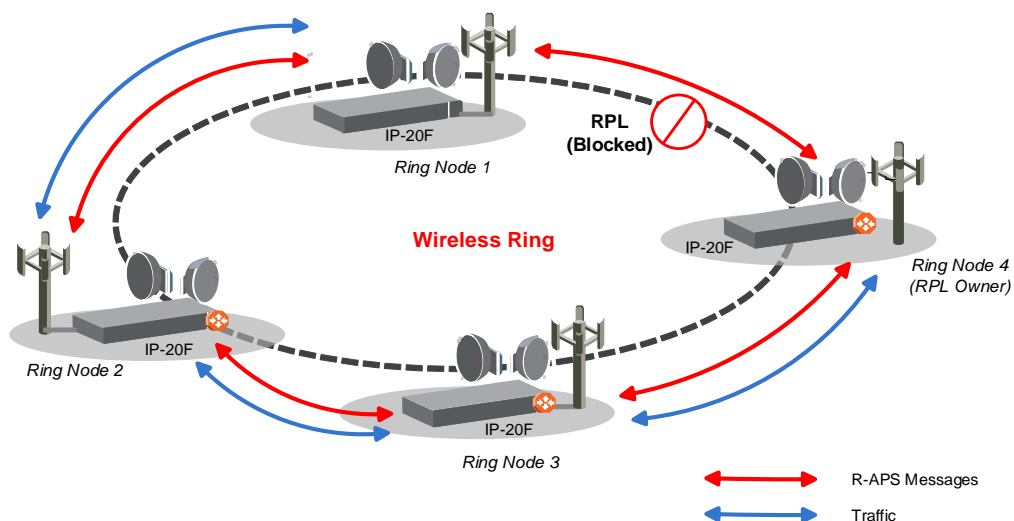 IP-20F
Ring Node 1
RPL
(Blocked)
Wireless Ring
IP-20F
Ring Node 4
(RPL Owner)
IP-20F
Ring Node 2
IP-20F
Ring Node 3
R-APS Messages
Traffic